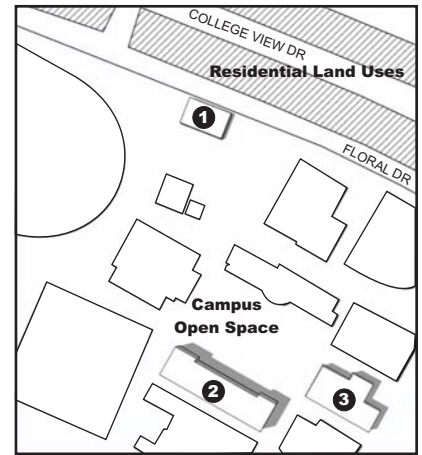 COLLEGE VIEW DR
Residential Land Uses
1
FLORAL DR
Campus
Open Space
2
3